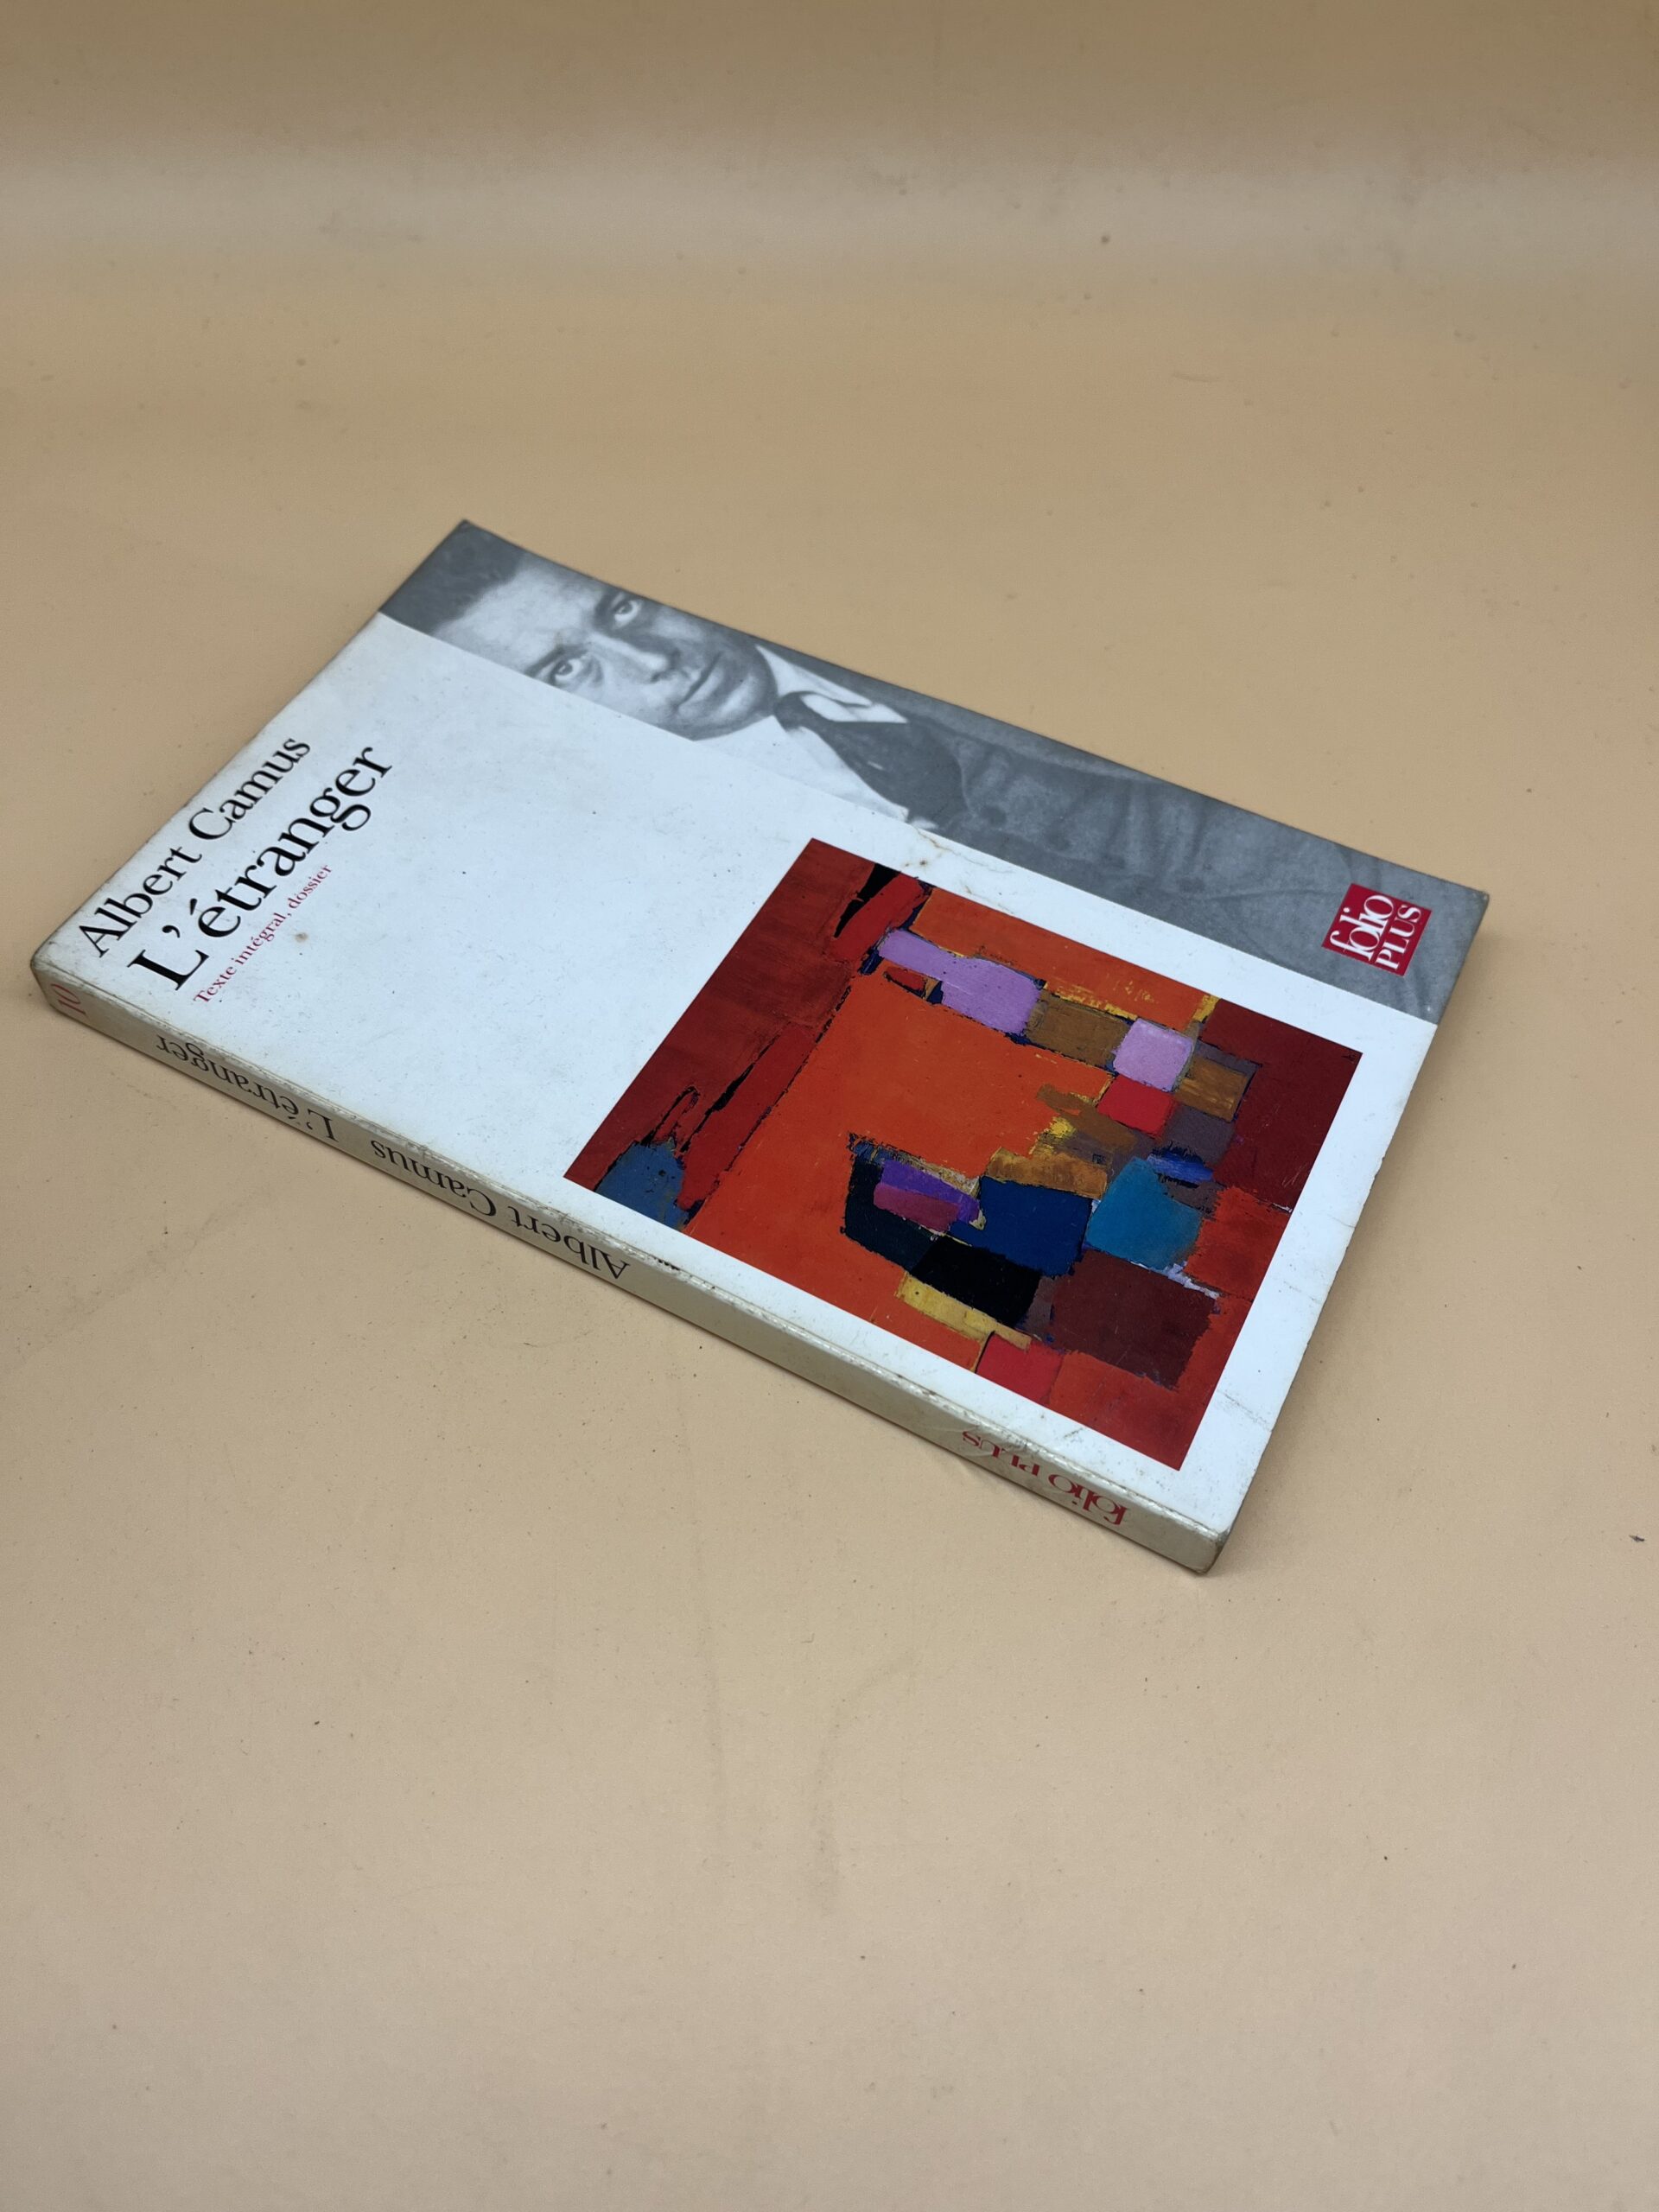 Albert Camus
L'étranger
Texte intégral, dossier
folio
PLUS
10
L'étranger
Albert Camus
folio PLUS